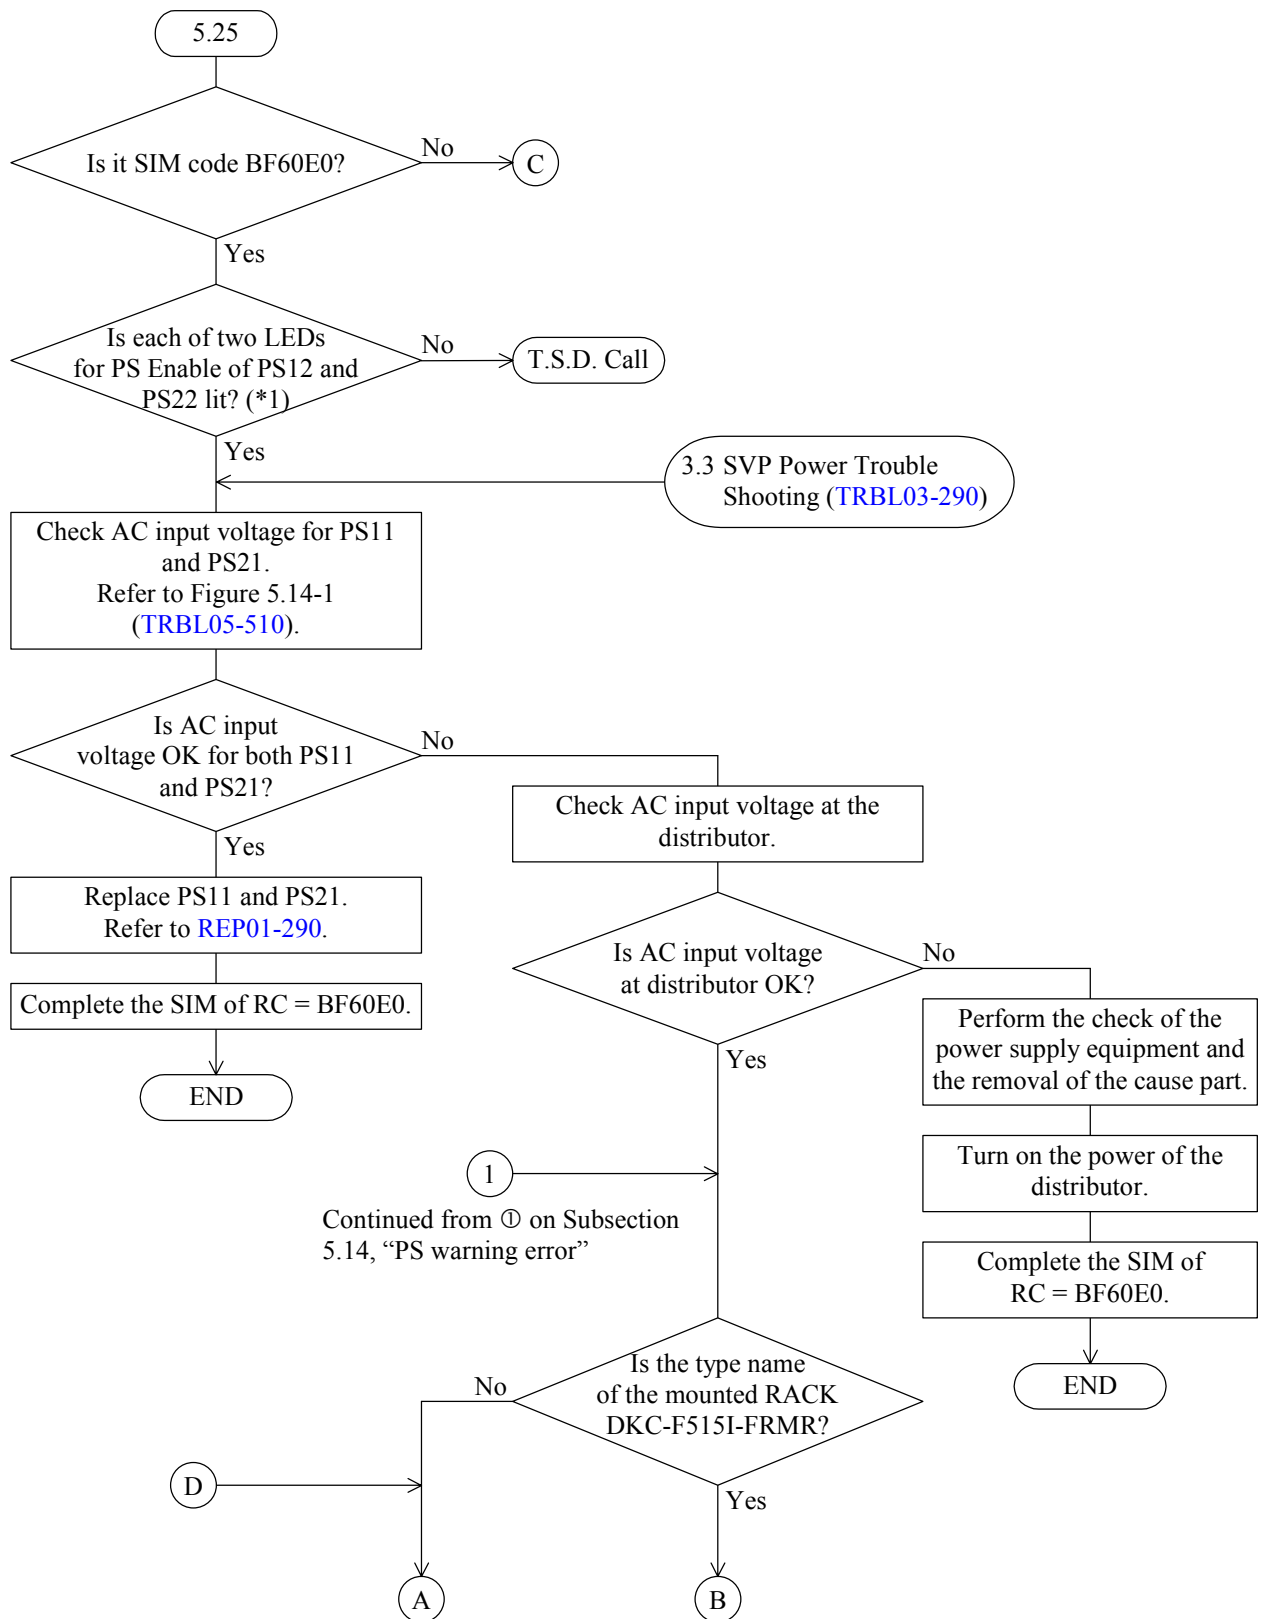 5.25
Is it SIM code BF60E0?
No
C
Yes
Is each of two LEDs
for PS Enable of PS12 and
PS22 lit? (*1)
No
T.S.D. Call
Yes
3.3 SVP Power Trouble
Shooting (TRBL03-290)
Check AC input voltage for PS11
and PS21.
Refer to Figure 5.14-1
(TRBL05-510).
Is AC input
voltage OK for both PS11
and PS21?
No
Yes
Check AC input voltage at the
distributor.
Replace PS11 and PS21.
Refer to REP01-290.
Complete the SIM of RC = BF60E0.
END
Is AC input voltage
at distributor OK?
No
Yes
Perform the check of the
power supply equipment and
the removal of the cause part.
Turn on the power of the
distributor.
Complete the SIM of
RC = BF60E0.
END
1
Continued from ① on Subsection
5.14, “PS warning error”
Is the type name
of the mounted RACK
DKC-F515I-FRMR?
No
Yes
D
A
B